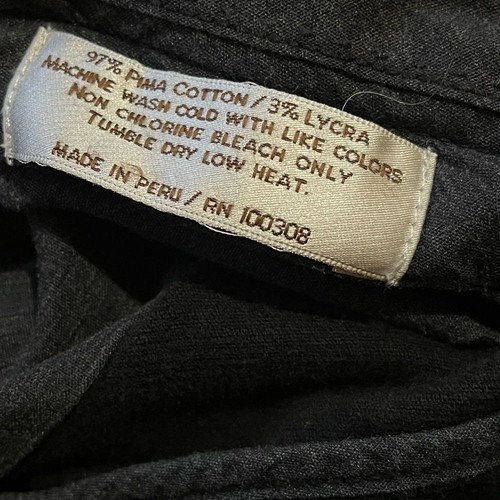 97% PIMA COTTON / 3% LYCRA
MACHINE WASH COLD WITH LIKE COLORS
NON CHLORINE BLEACH ONLY
TUMBLE DRY LOW HEAT.
MADE IN PERU / RN 100308